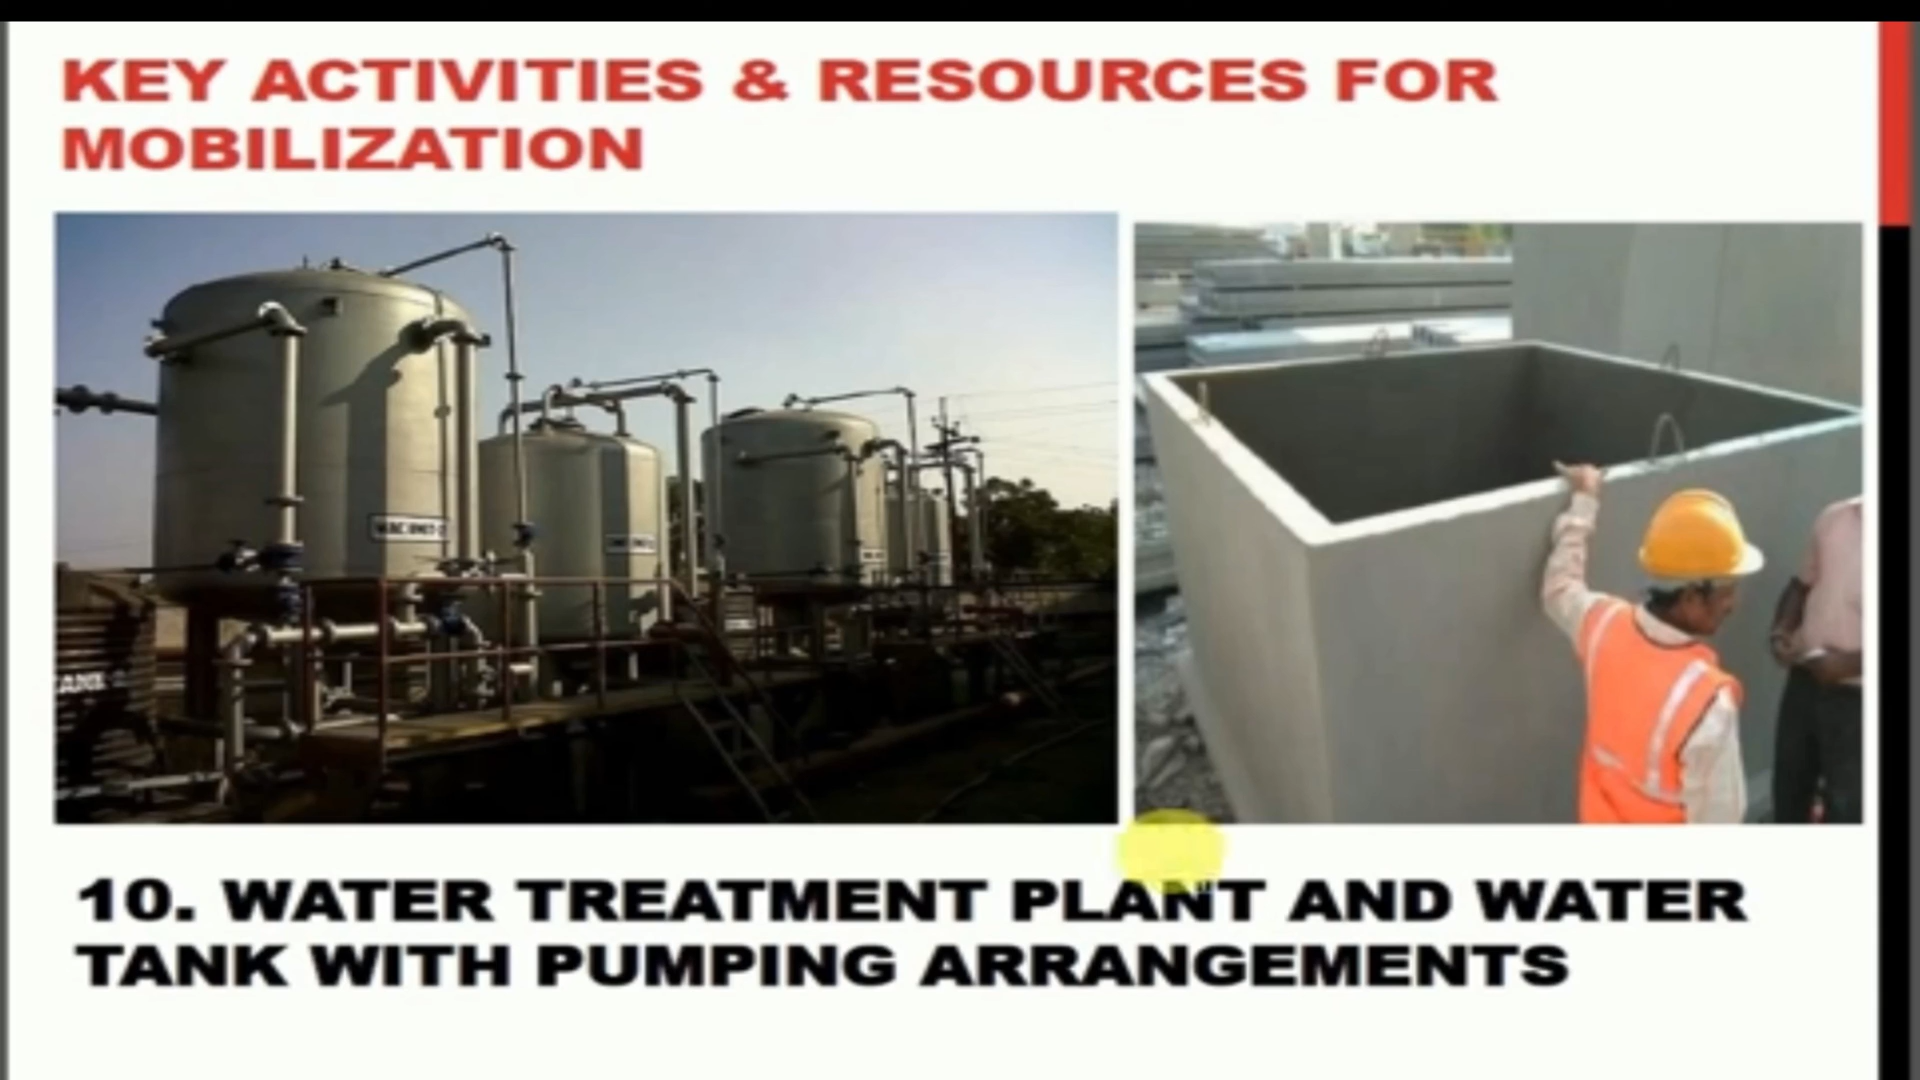 KEY ACTIVITIES & RESOURCES FOR
MOBILIZATION
10. WATER TREATMENT PLANT AND WATER
TANK WITH PUMPING ARRANGEMENTS